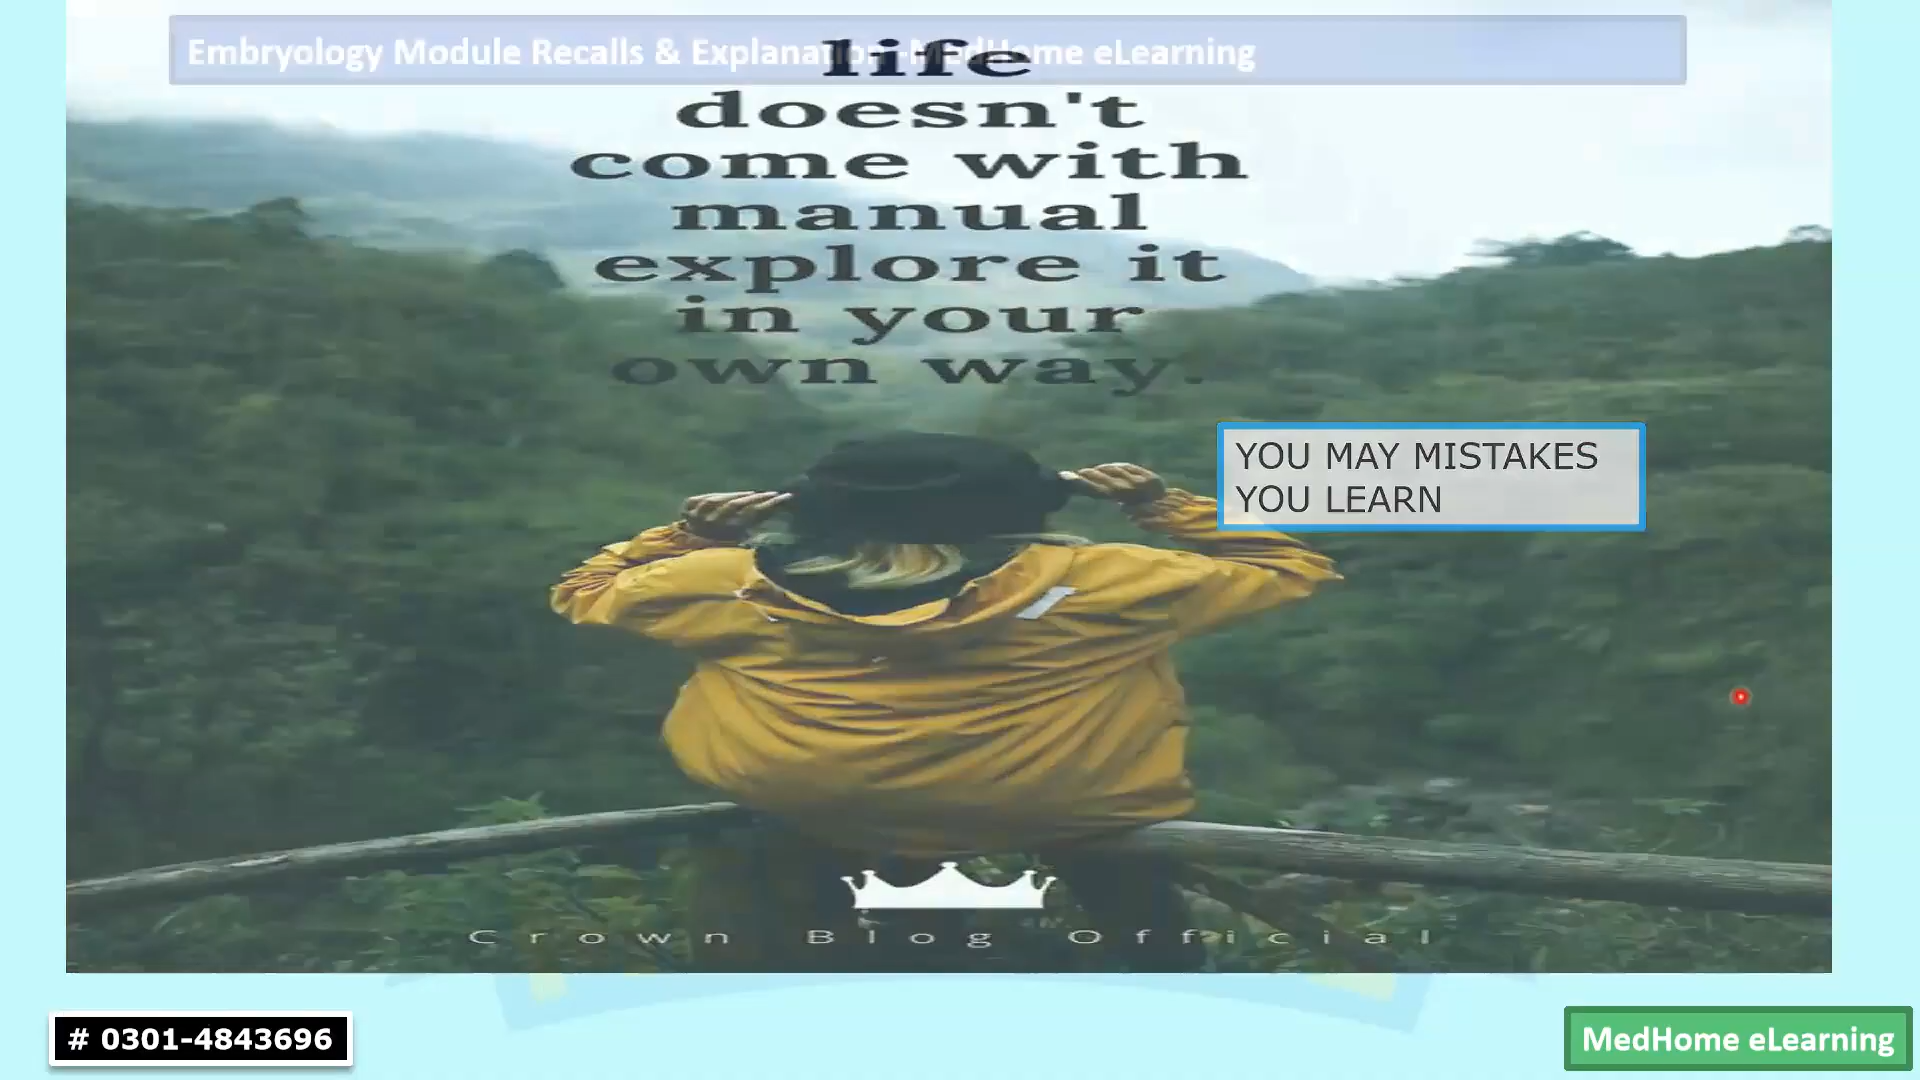 Embryology Module Recalls & Explanation -MedHome eLearning
life
doesn't
come with
manual
explore it
in your
own way.
YOU MAY MISTAKES
YOU LEARN
Crown Blog Official
# 0301-4843696
MedHome eLearning